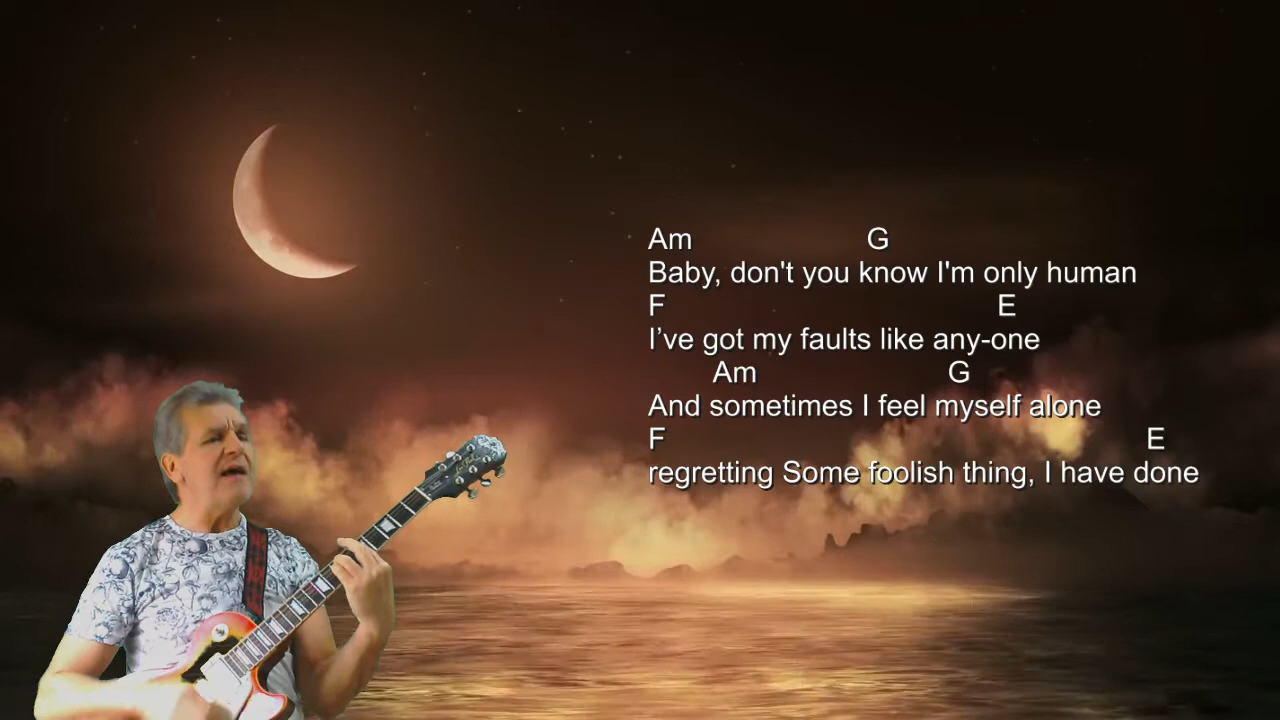 Am G
Baby, don't you know I'm only human
F E
I’ve got my faults like any-one
Am G
And sometimes I feel myself alone
F E
regretting Some foolish thing, I have done